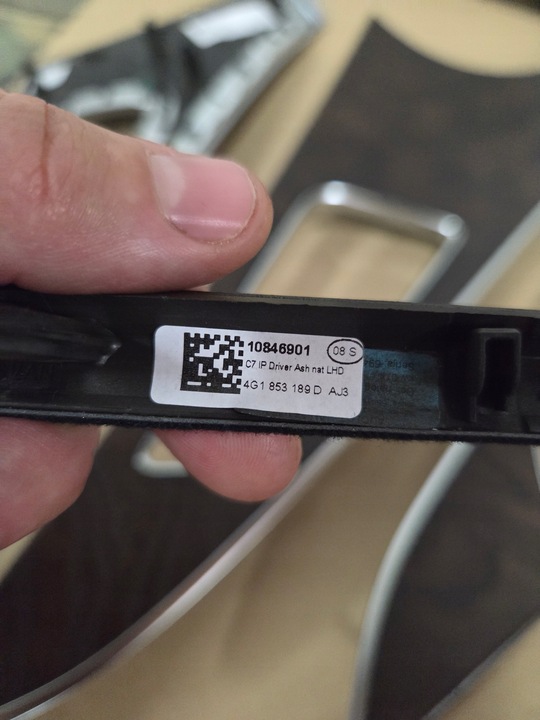 10846901 08 S
C7 IP Driver Ash nat LHD
4G1 853 189 D AJ3